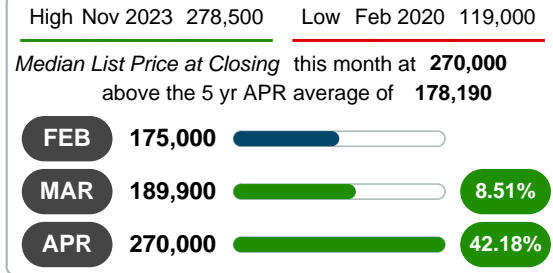 High Nov 2023 278,500 Low Feb 2020 119,000
Median List Price at Closing this month at 270,000
above the 5 yr APR average of 178,190
FEB 175,000
MAR 189,900 8.51%
APR 270,000 42.18%